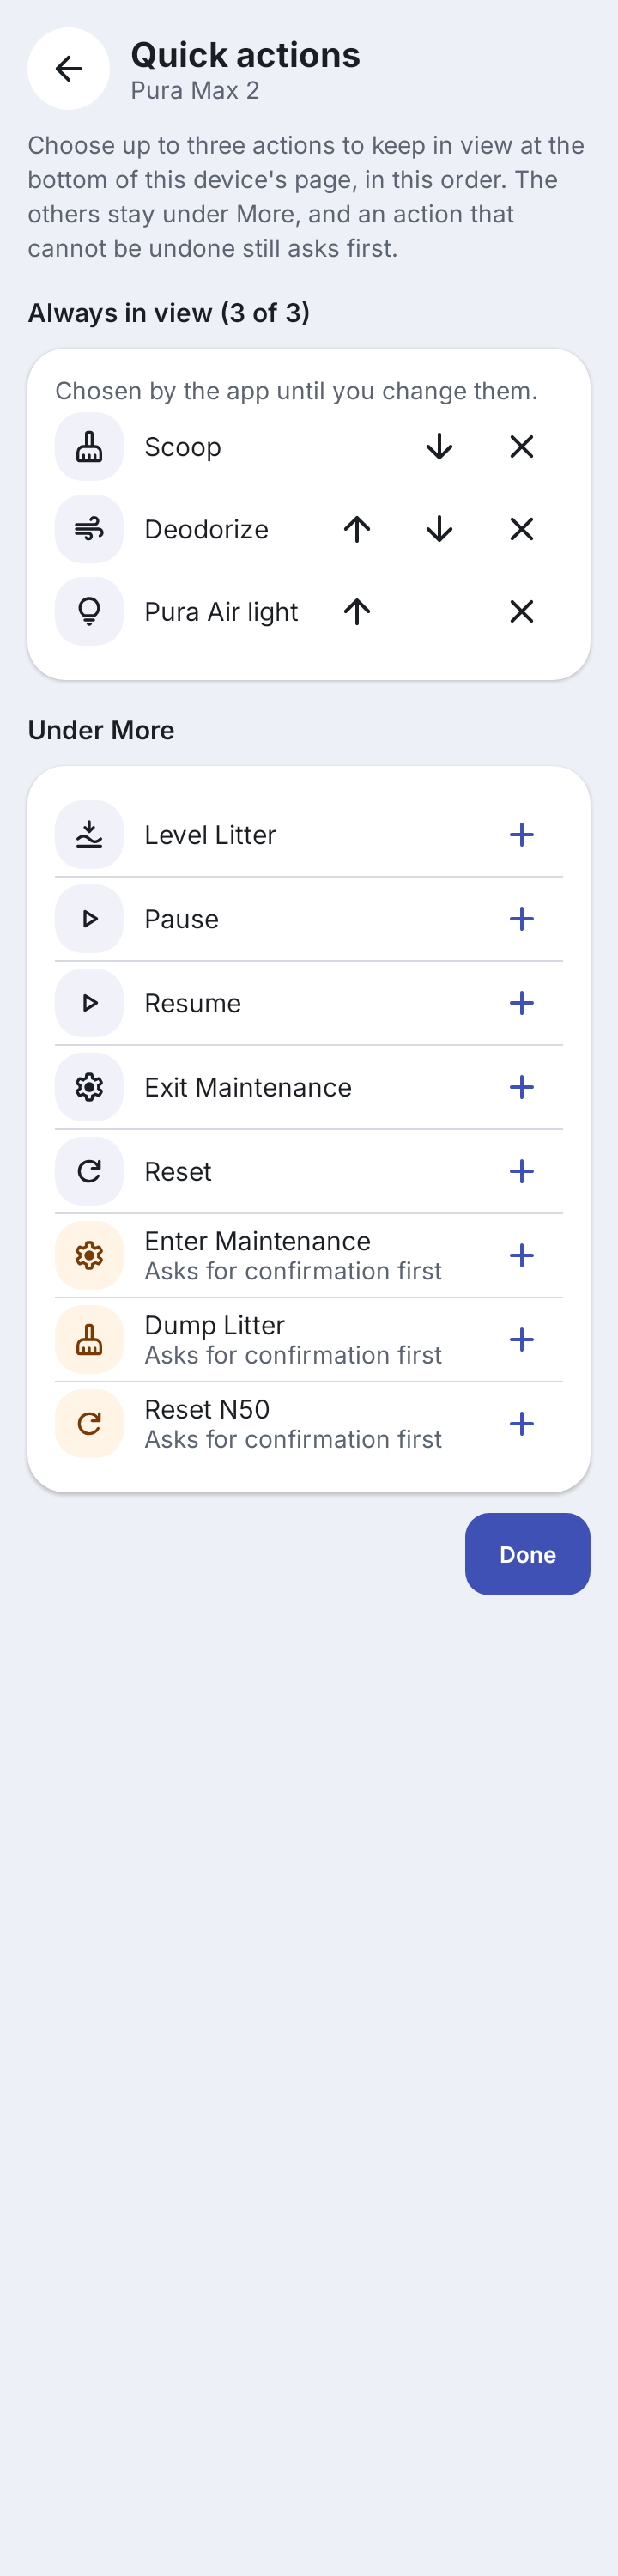 Quick actions
Pura Max 2
Choose up to three actions to keep in view at the
bottom of this device's page, in this order. The
others stay under More, and an action that
cannot be undone still asks first.
Always in view (3 of 3)
Chosen by the app until you change them.
Scoop
Deodorize
Pura Air light
Under More
Level Litter
Pause
Resume
Exit Maintenance
Reset
Enter Maintenance
Asks for confirmation first
Dump Litter
Asks for confirmation first
Reset N50
Asks for confirmation first
Done